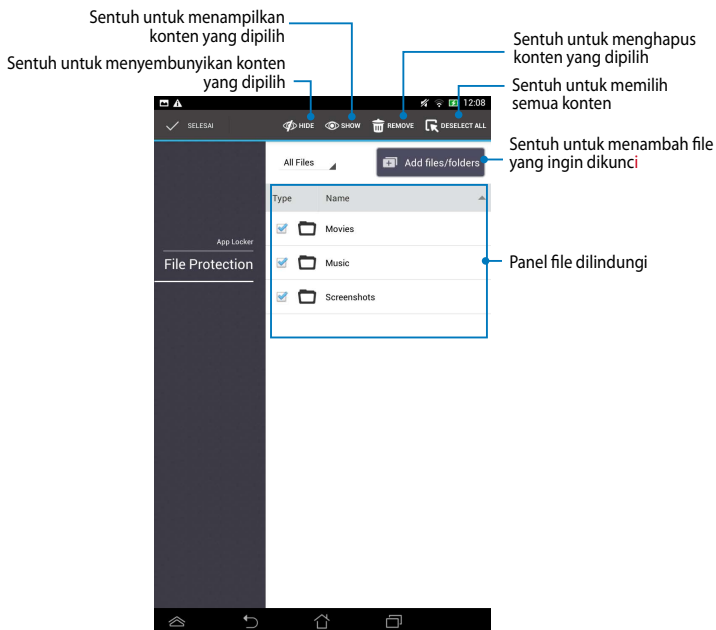 Sentuh untuk menampilkan
konten yang dipilih
Sentuh untuk menyembunyikan konten
yang dipilih
Sentuh untuk menghapus
konten yang dipilih
Sentuh untuk memilih
semua konten
12:08
SELESAI
HIDE
SHOW
REMOVE
DESELECT ALL
Sentuh untuk menambah file
yang ingin dikunci
All Files
Add files/folders
Type Name
Movies
App Locker
File Protection
Music
Panel file dilindungi
Screenshots